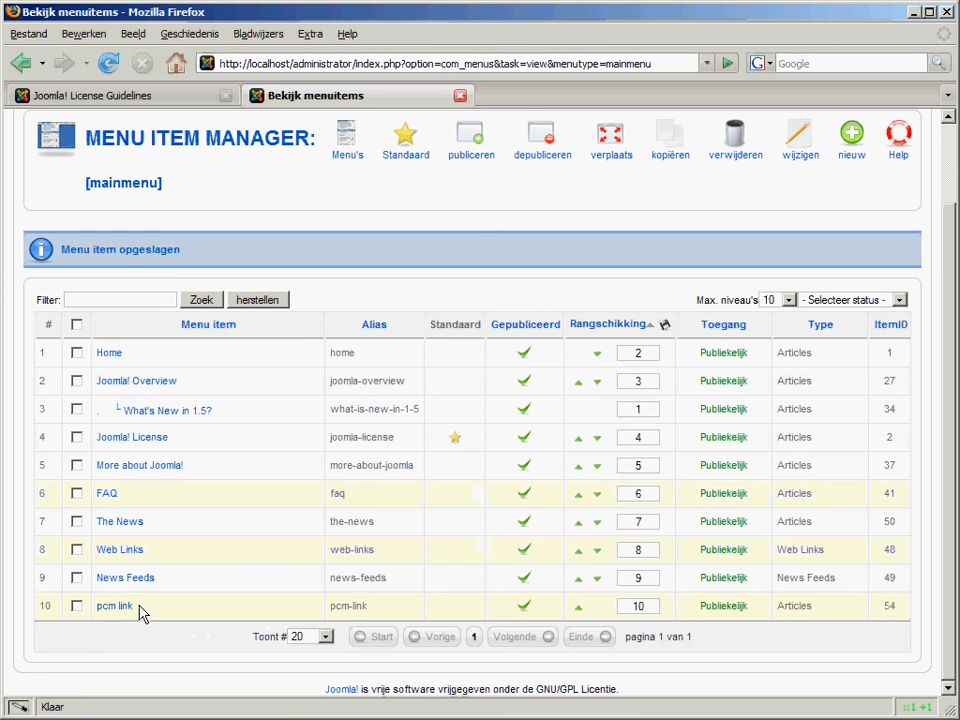 Bekijk menuitems - Mozilla Firefox
Bestand Bewerken Beeld Geschiedenis Bladwijzers Extra Help
http://localhost/administrator/index.php?option=com_menus&task=view&menutype=mainmenu G Google
Joomla! License Guidelines Bekijk menuitems
MENU ITEM MANAGER:
[mainmenu]
Menu's Standaard publiceren depubliceren verplaats kopiëren verwijderen wijzigen nieuw Help
Menu item opgeslagen
Filter: Zoek herstellen Max. niveau's 10 - Selecteer status -
# Menu item Alias Standaard Gepubliceerd Rangschikking Toegang Type ItemID
1 Home home 2 Publiekelijk Articles 1
2 Joomla! Overview joomla-overview 3 Publiekelijk Articles 27
3 . What's New in 1.5? what-is-new-in-1-5 1 Publiekelijk Articles 34
4 Joomla! License joomla-license 4 Publiekelijk Articles 2
5 More about Joomla! more-about-joomla 5 Publiekelijk Articles 37
6 FAQ faq 6 Publiekelijk Articles 41
7 The News the-news 7 Publiekelijk Articles 50
8 Web Links web-links 8 Publiekelijk Web Links 48
9 News Feeds news-feeds 9 Publiekelijk News Feeds 49
10 pcm link pcm-link 10 Publiekelijk Articles 54
Toont # 20 Start Vorige 1 Volgende Einde pagina 1 van 1
Joomla! is vrije software vrijgegeven onder de GNU/GPL Licentie.
Klaar ::1 +1